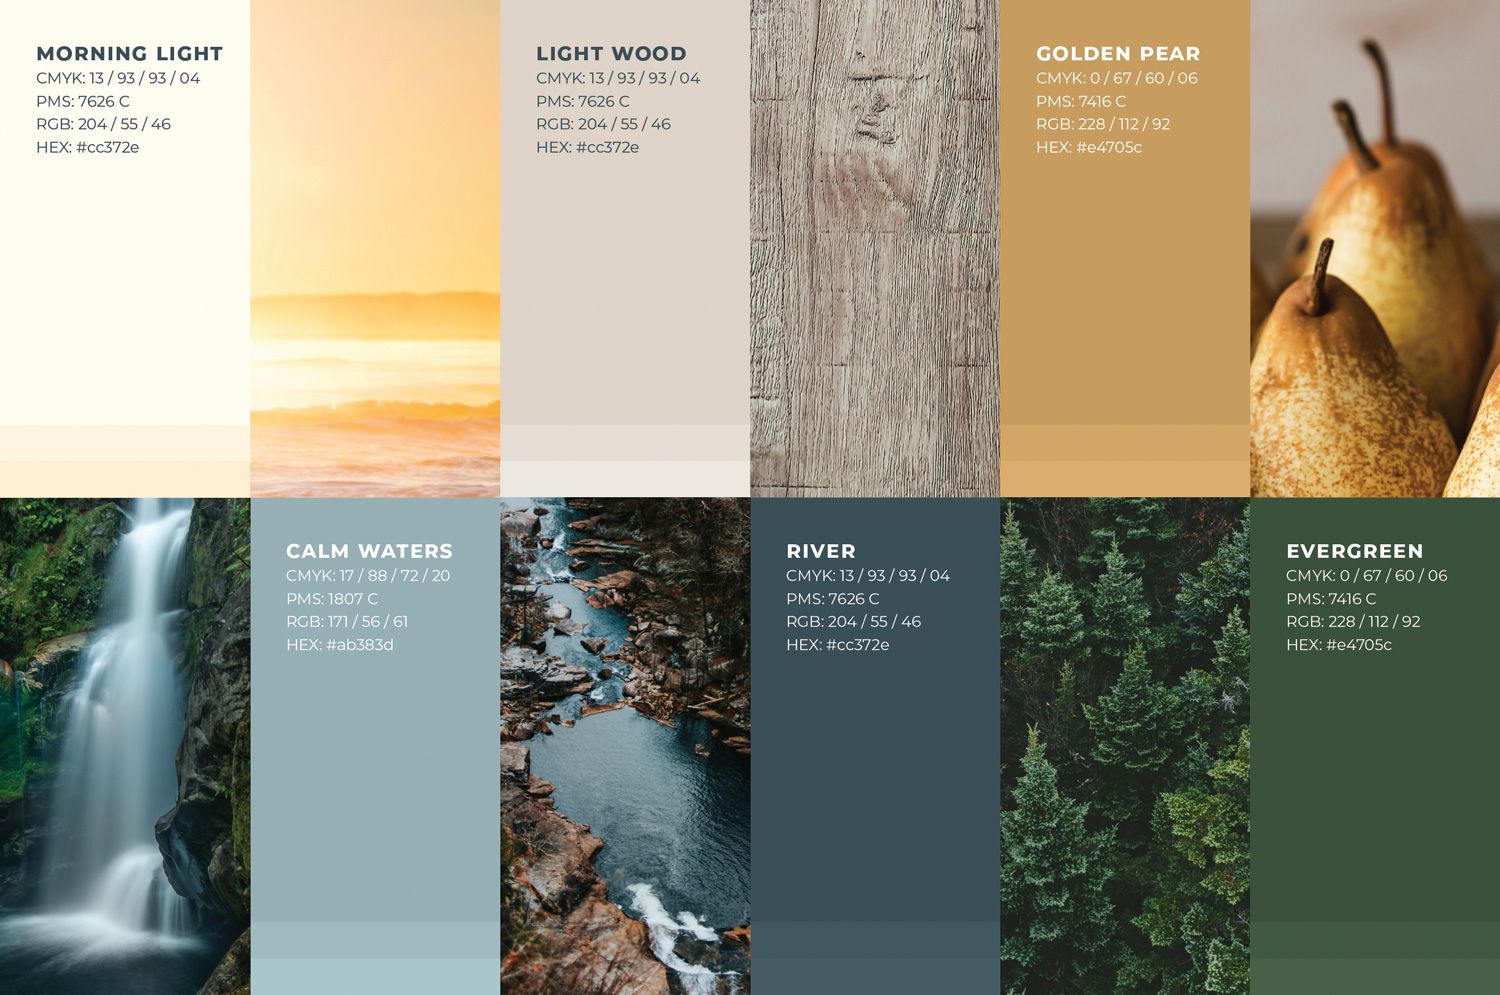 MORNING LIGHT
CMYK: 13 / 93 / 93 / 04
PMS: 7626 C
RGB: 204 / 55 / 46
HEX: #cc372e
LIGHT WOOD
CMYK: 13 / 93 / 93 / 04
PMS: 7626 C
RGB: 204 / 55 / 46
HEX: #cc372e
GOLDEN PEAR
CMYK: 0 / 67 / 60 / 06
PMS: 7416 C
RGB: 228 / 112 / 92
HEX: #e4705c
CALM WATERS
CMYK: 17 / 88 / 72 / 20
PMS: 1807 C
RGB: 171 / 56 / 61
HEX: #ab383d
RIVER
CMYK: 13 / 93 / 93 / 04
PMS: 7626 C
RGB: 204 / 55 / 46
HEX: #cc372e
EVERGREEN
CMYK: 0 / 67 / 60 / 06
PMS: 7416 C
RGB: 228 / 112 / 92
HEX: #e4705c